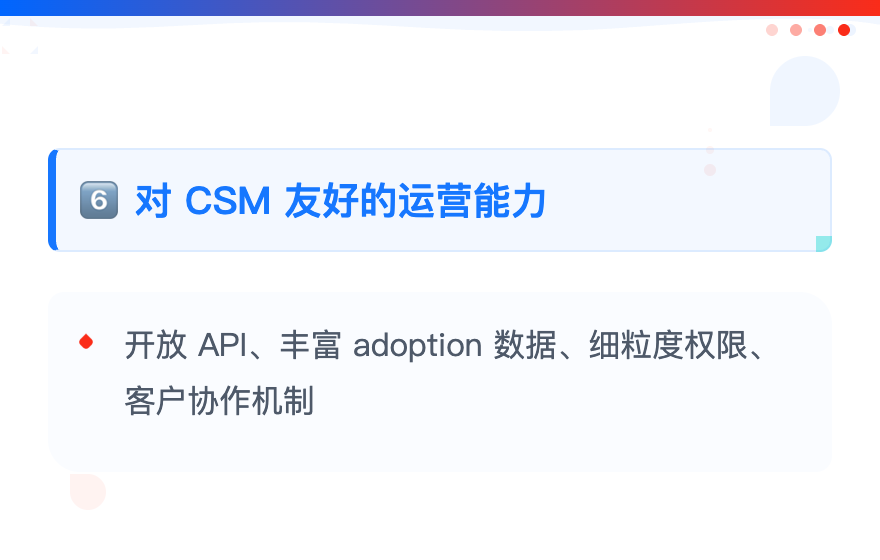 6️⃣ 对 CSM 友好的运营能力
开放 API、丰富 adoption 数据、细粒度权限、
客户协作机制